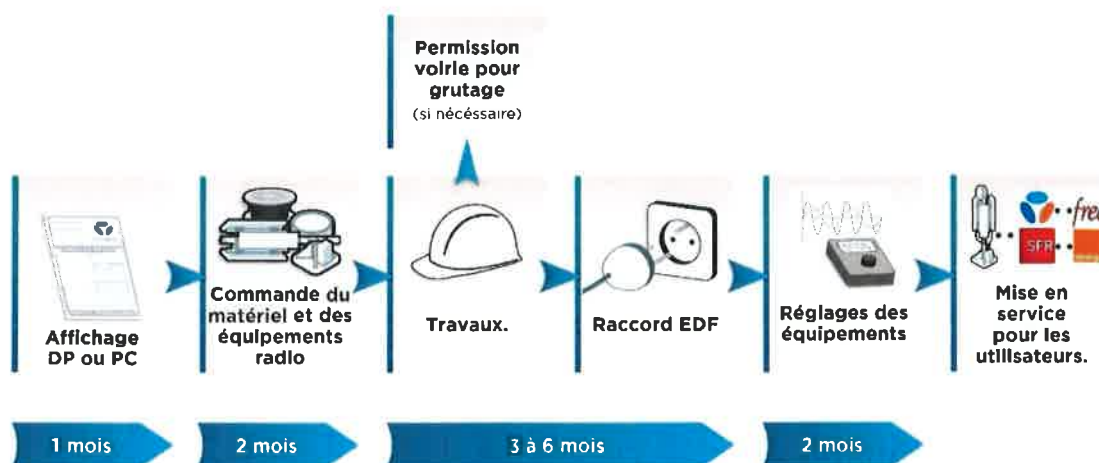 Permission
voirie pour
grutage
(si nécéssaire)
Affichage
DP ou PC
Commande du
matériel et des
équipements
radio
Travaux.
Raccord EDF
Réglages des
équipements
SFR
Mise en
service
pour les
utilisateurs.
1 mois
2 mois
3 à 6 mois
2 mois